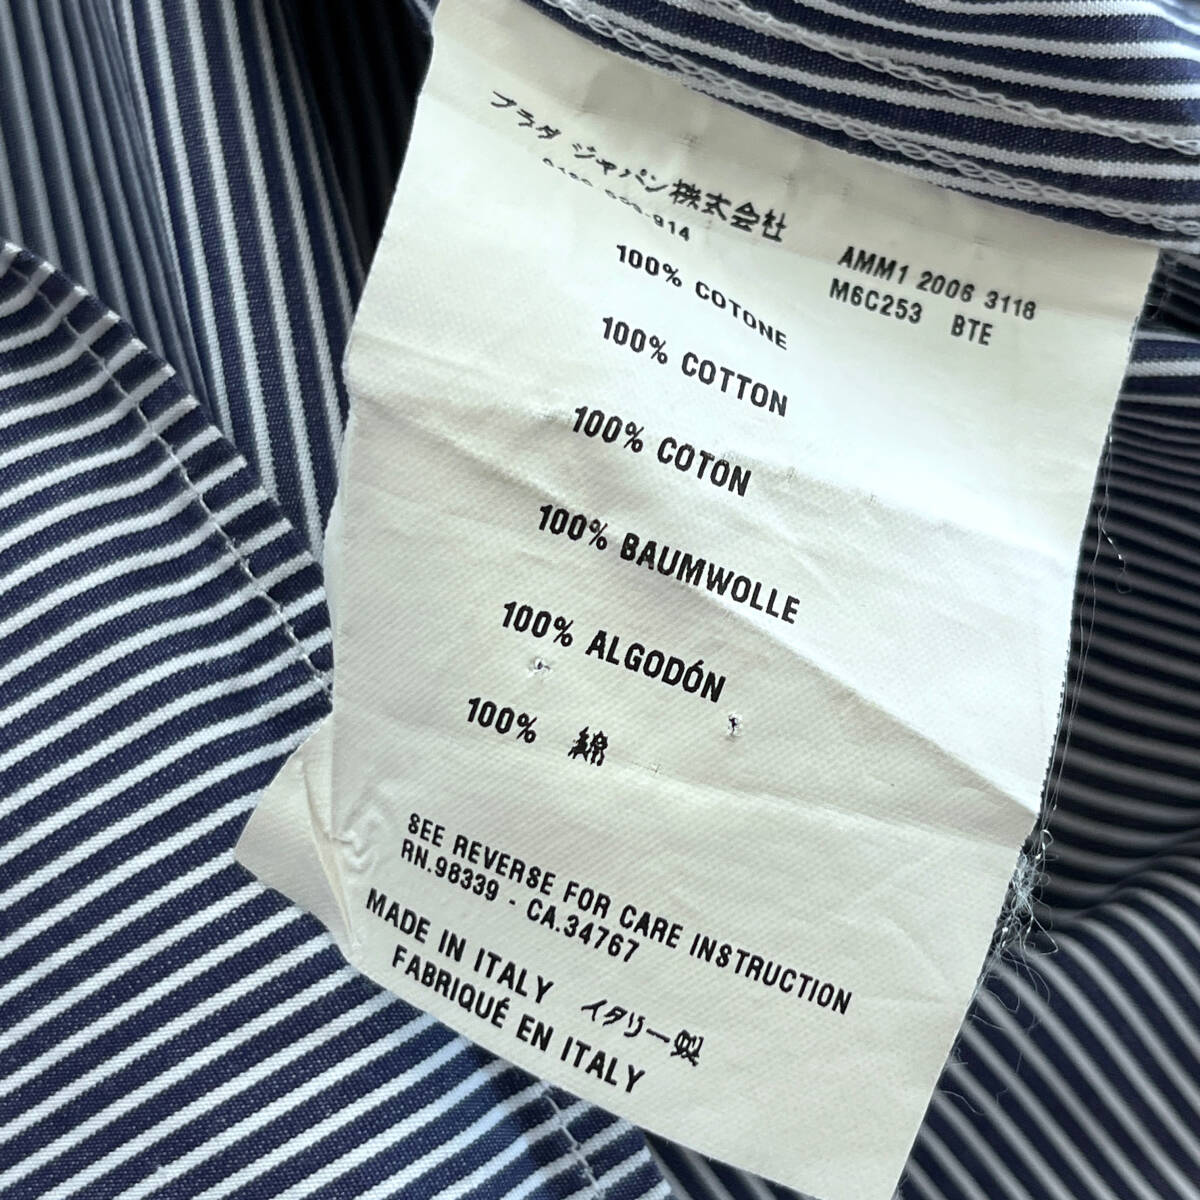 プラダ ジャパン株式会社
914
AMM1 2006 3118
M6C253 BTE
100% COTONE
100% COTTON
100% COTON
100% BAUMWOLLE
100% ALGODÓN
100% 綿
SEE REVERSE FOR CARE INSTRUCTION
RN.98339 - CA.34767
MADE IN ITALY イタリー製
FABRIQUÉ EN ITALY